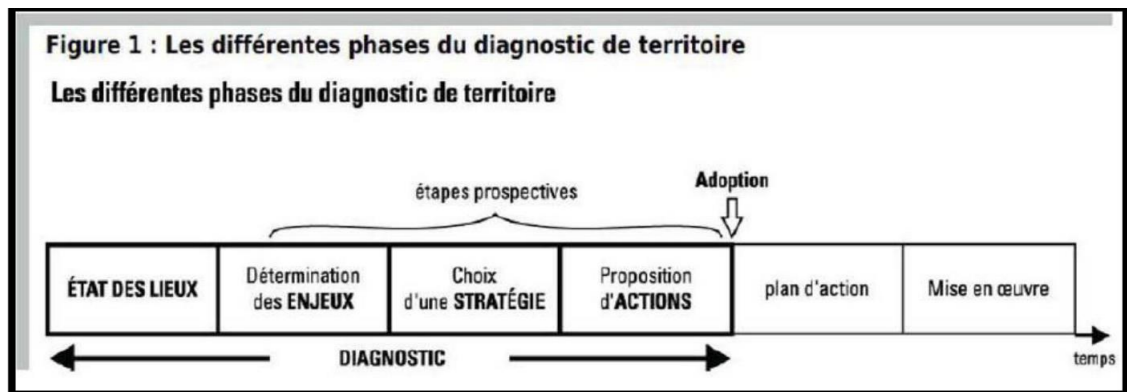 Figure 1 : Les différentes phases du diagnostic de territoire
Les différentes phases du diagnostic de territoire
étapes prospectives
Adoption
ÉTAT DES LIEUX
Détermination
des ENJEUX
Choix
d'une STRATÉGIE
Proposition
d'ACTIONS
plan d'action
Mise en œuvre
DIAGNOSTIC
temps